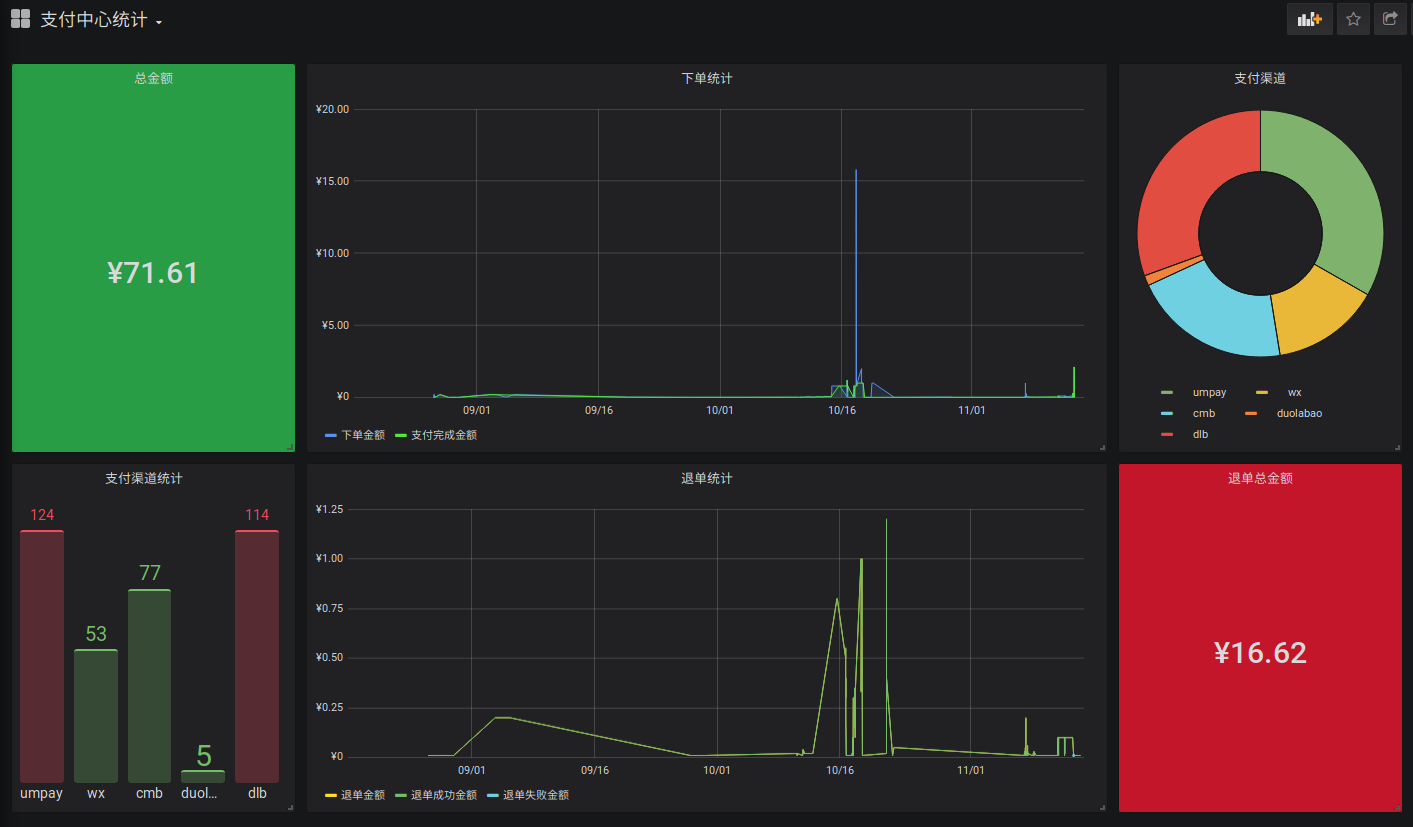 支付中心统计
总金额
¥71.61
下单统计
¥20.00
¥15.00
¥10.00
¥5.00
¥0
09/01 09/16 10/01 10/16 11/01
下单金额 支付完成金额
支付渠道
umpay wx
cmb duolabao
dlb
支付渠道统计
124 53 77 5 114
umpay wx cmb duol... dlb
退单统计
¥1.25
¥1.00
¥0.75
¥0.50
¥0.25
¥0
09/01 09/16 10/01 10/16 11/01
退单金额 退单成功金额 退单失败金额
退单总金额
¥16.62